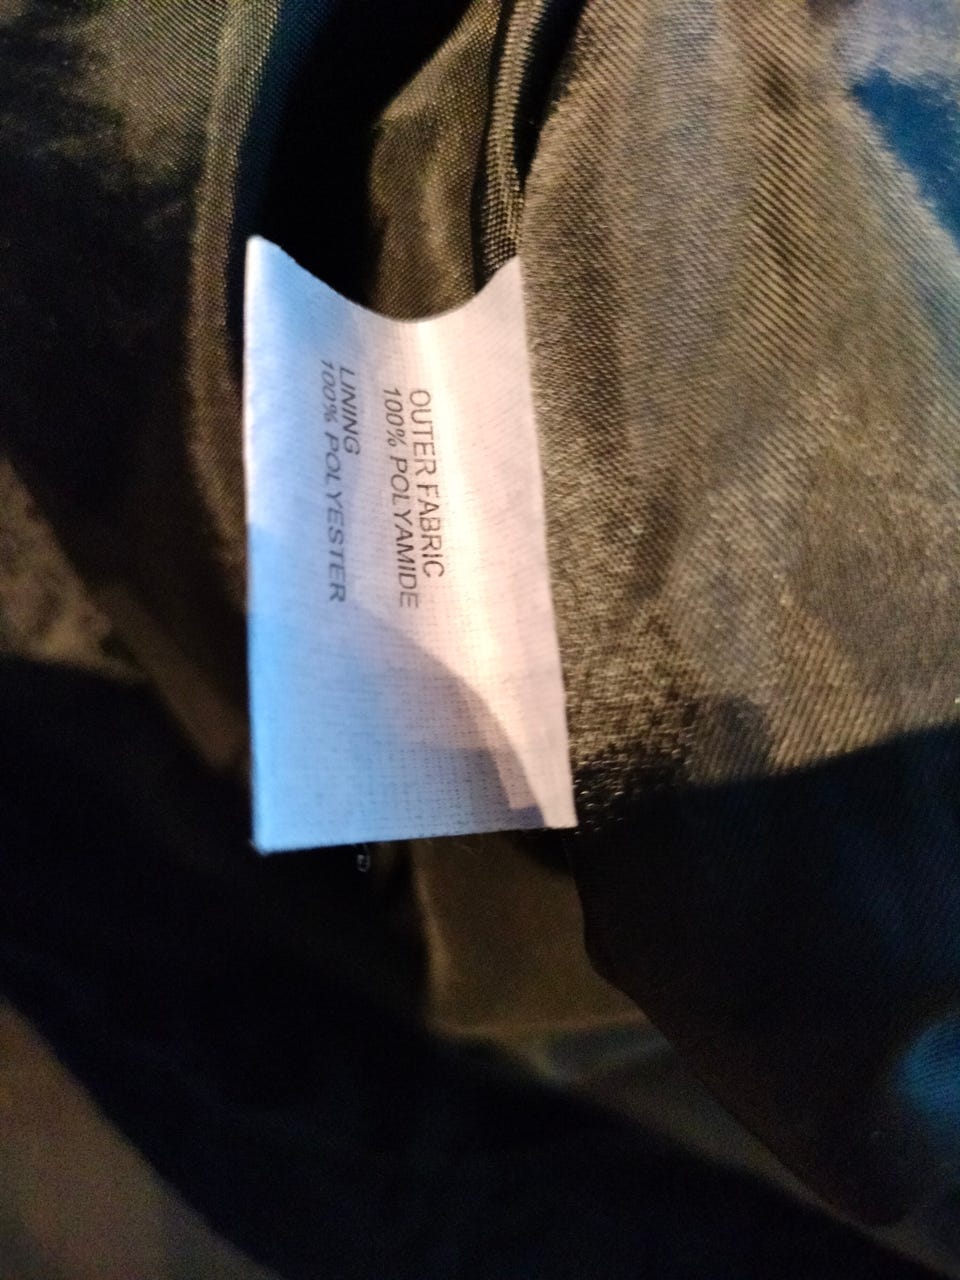 OUTER FABRIC
100% POLYAMIDE
LINING
100% POLYESTER